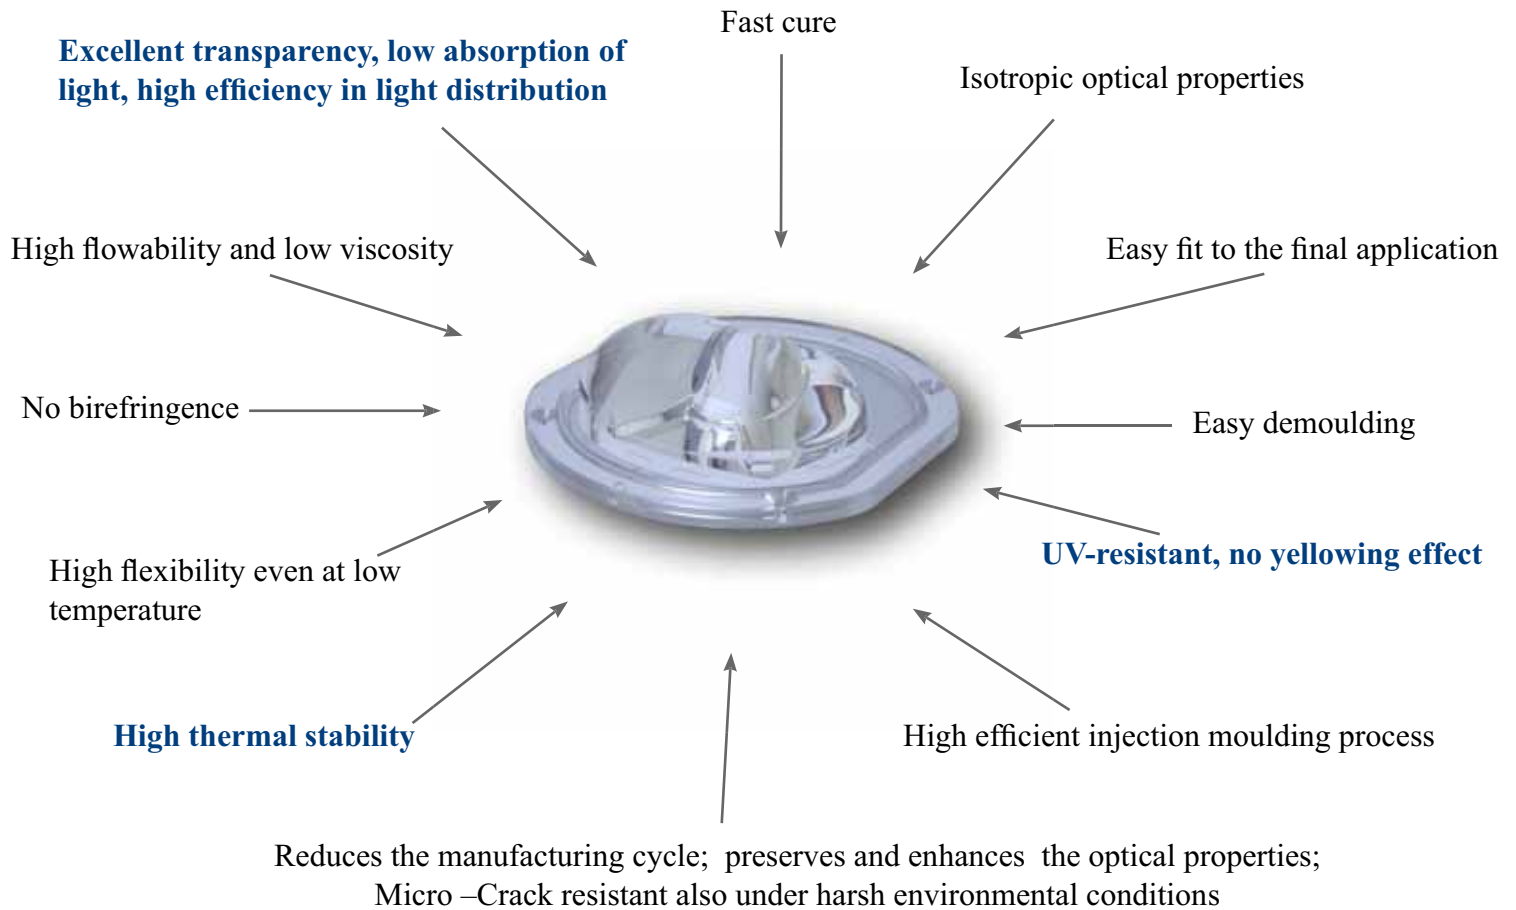 Fast cure
Excellent transparency, low absorption of
light, high efficiency in light distribution
Isotropic optical properties
High flowability and low viscosity
Easy fit to the final application
No birefringence
Easy demoulding
UV-resistant, no yellowing effect
High flexibility even at low
temperature
High thermal stability
High efficient injection moulding process
Reduces the manufacturing cycle; preserves and enhances the optical properties;
Micro –Crack resistant also under harsh environmental conditions